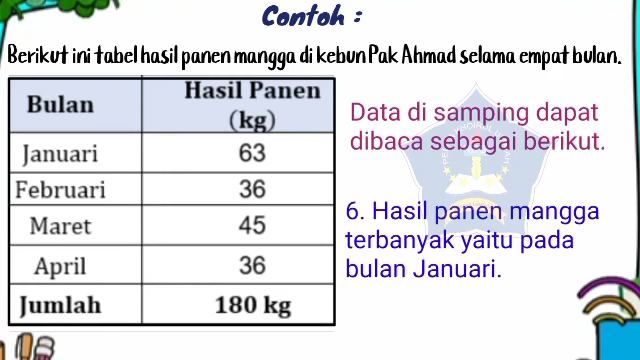 Contoh :
Berikut ini tabel hasil panen mangga di kebun Pak Ahmad selama empat bulan.
Bulan Hasil Panen (kg)
Januari 63
Februari 36
Maret 45
April 36
Jumlah 180 kg
Data di samping dapat
dibaca sebagai berikut.
6. Hasil panen mangga
terbanyak yaitu pada
bulan Januari.